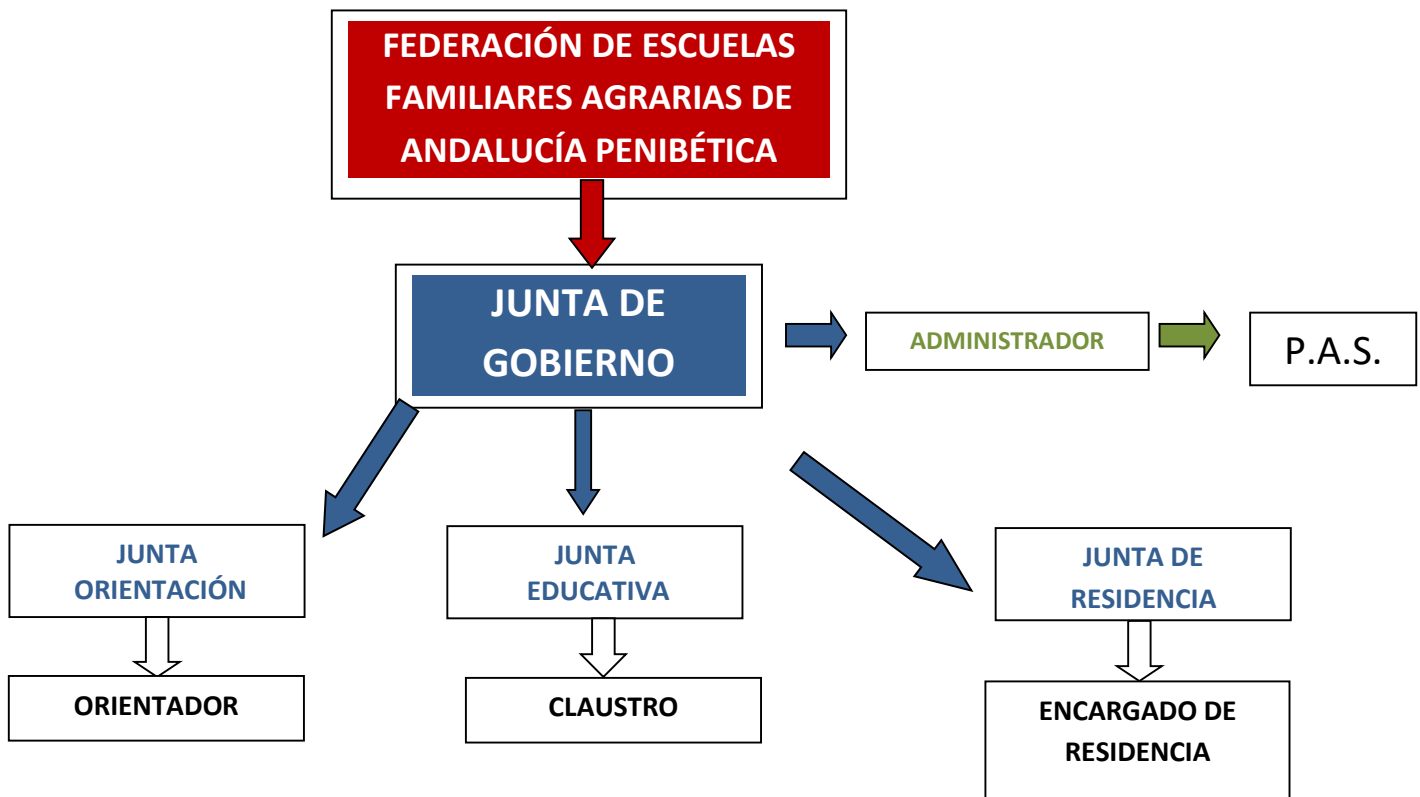 FEDERACIÓN DE ESCUELAS
FAMILIARES AGRARIAS DE
ANDALUCÍA PENIBÉTICA
JUNTA DE
GOBIERNO
ADMINISTRADOR
P.A.S.
JUNTA
ORIENTACIÓN
JUNTA
EDUCATIVA
JUNTA DE
RESIDENCIA
ORIENTADOR
CLAUSTRO
ENCARGADO DE
RESIDENCIA